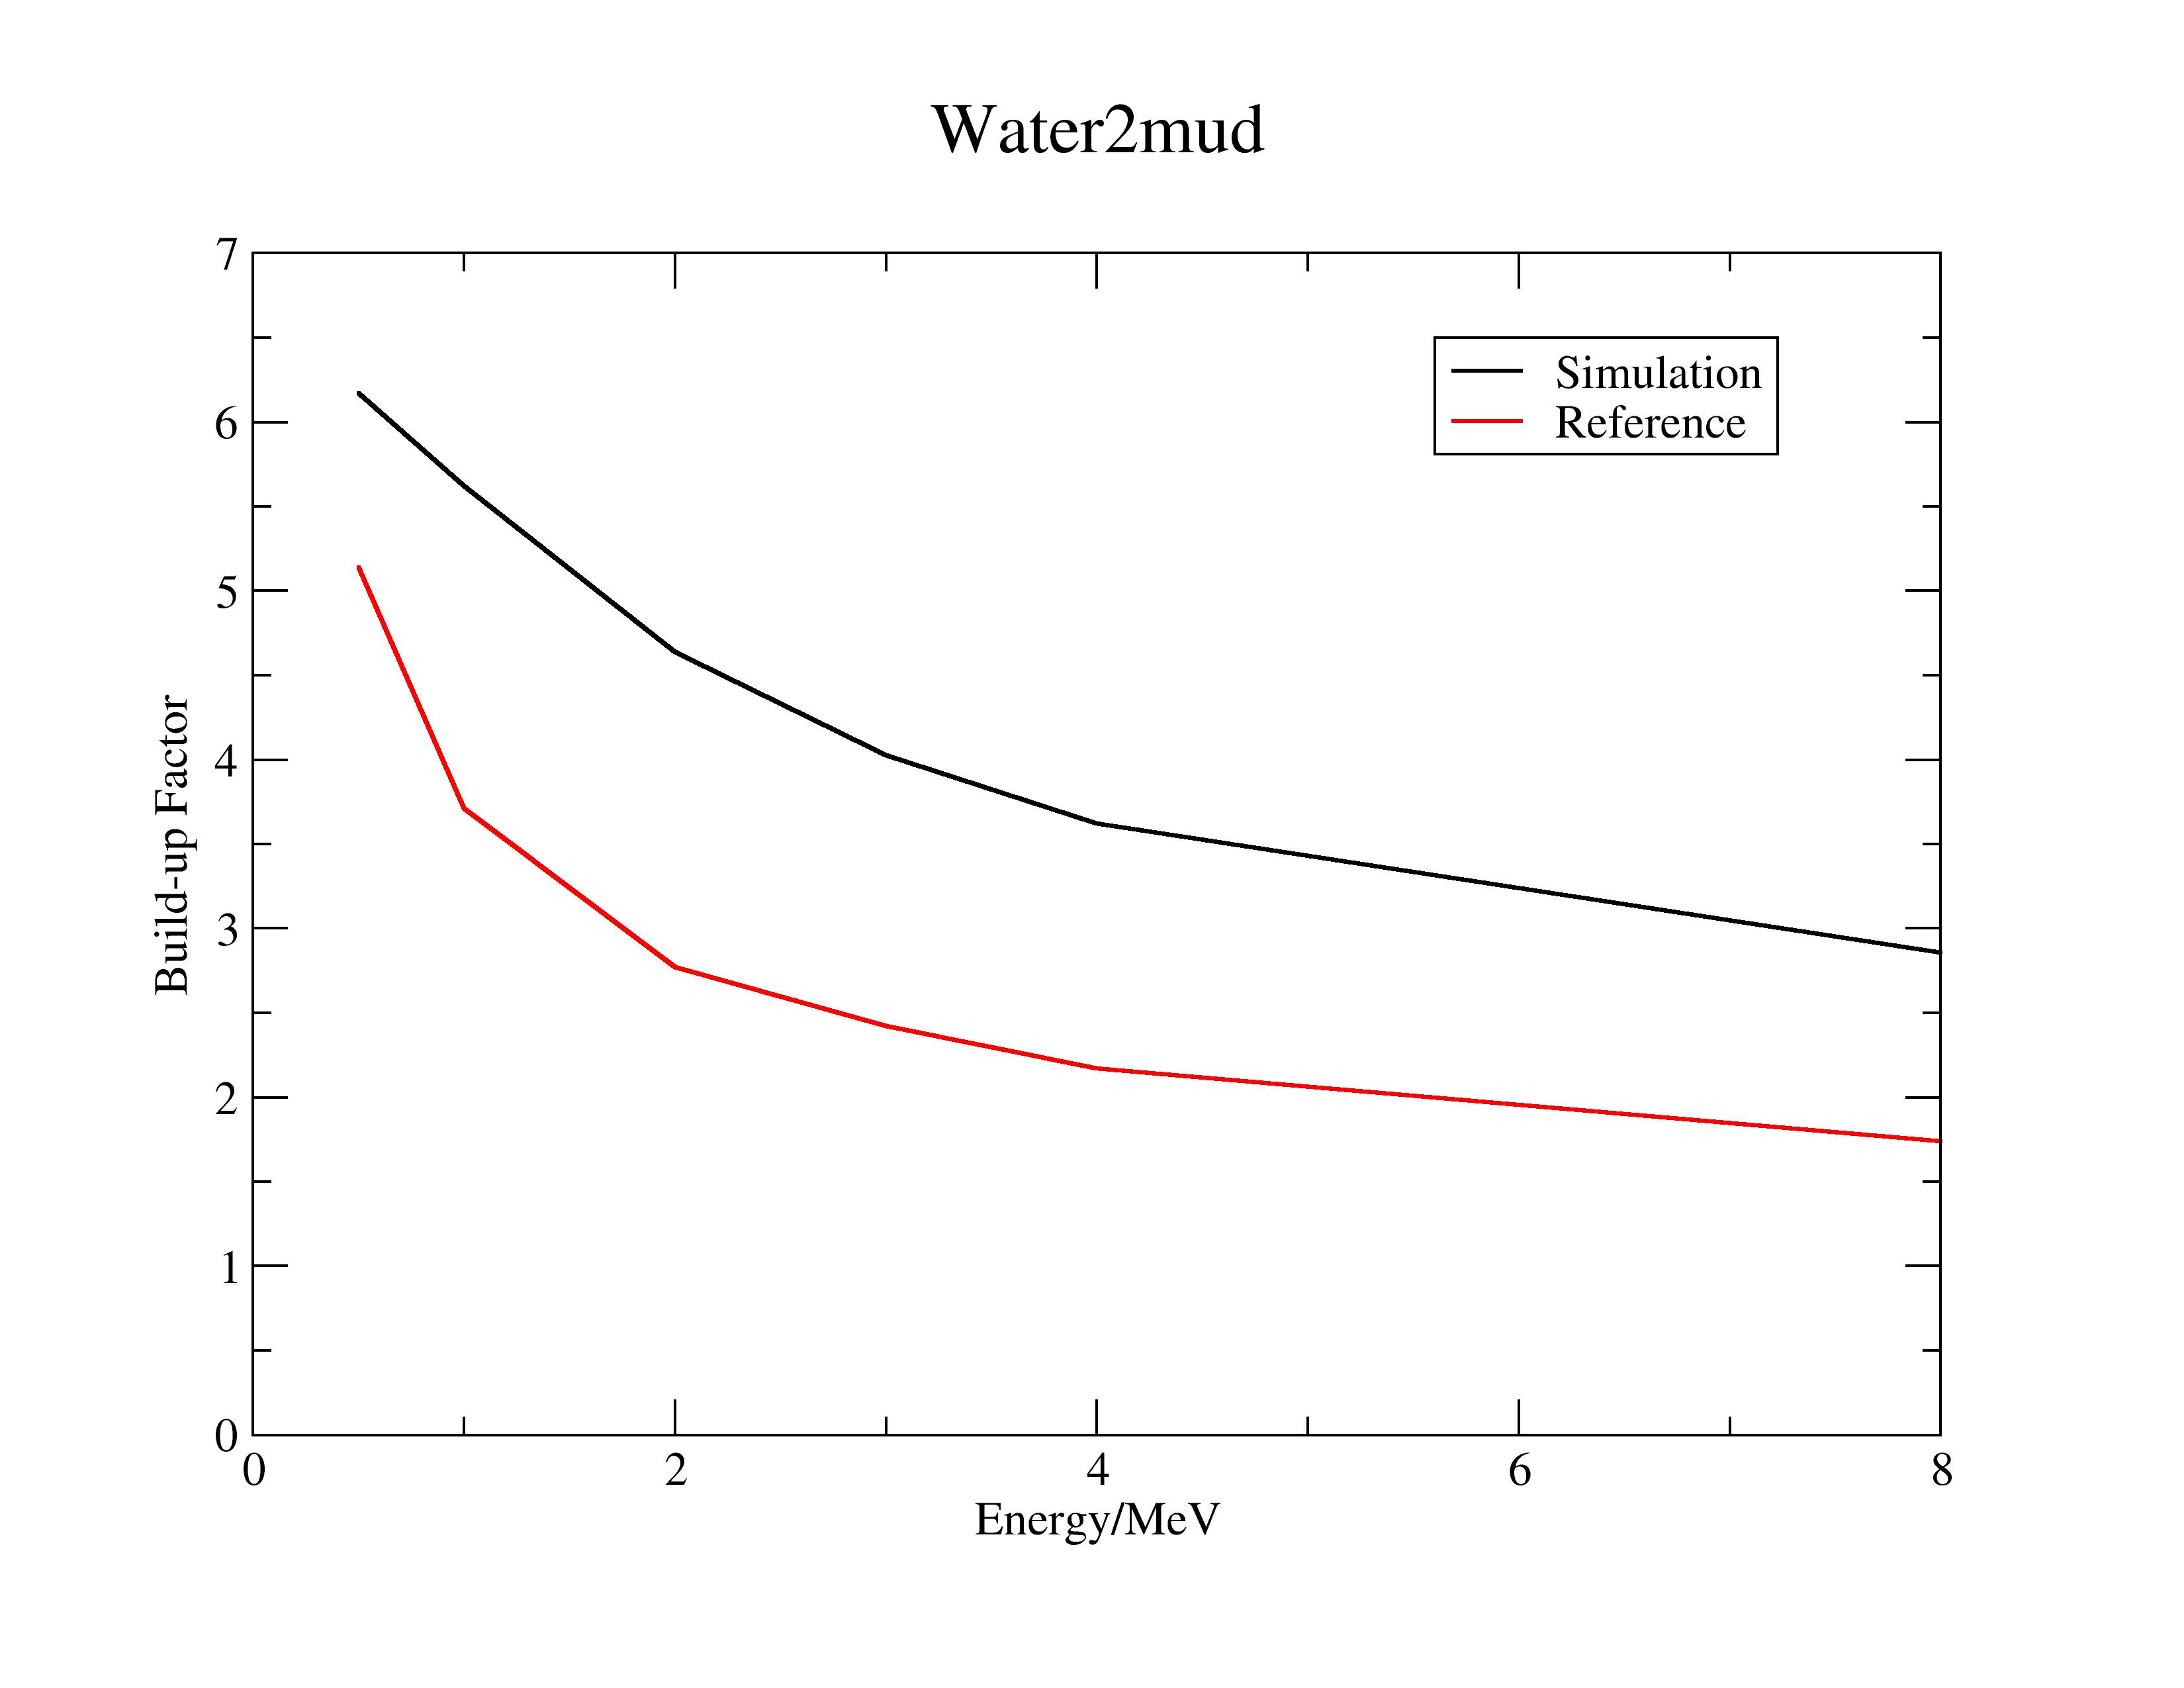 Water2mud
7
Simulation
Reference
6
5
4
3
2
1
0
Build-up Factor
0 2 4 6 8
Energy/MeV